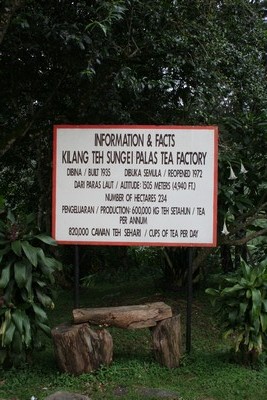 INFORMATION & FACTS
KILANG TEH SUNGEI PALAS TEA FACTORY
DIBINA / BUILT 1935 DIBUKA SEMULA / REOPENED 1972
DARI PARAS LAUT / ALTITUDE: 1505 METERS (4,940 FT.)
NUMBER OF HECTARES 234
PENGELUARAN / PRODUCTION: 600,000 KG TEH SETAHUN / TEA
PER ANNUM
820,000 CAWAN TEH SEHARI / CUPS OF TEA PER DAY